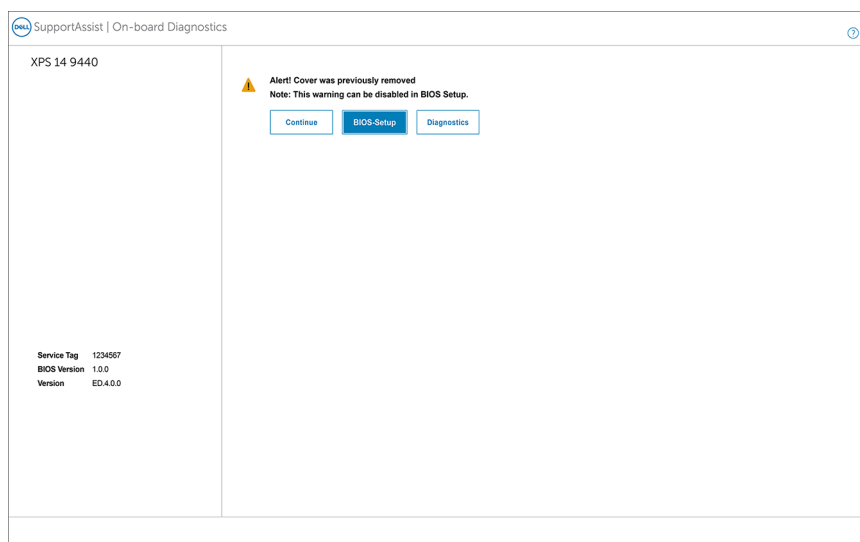 DELL SupportAssist | On-board Diagnostics
?
XPS 14 9440
Alert! Cover was previously removed
Note: This warning can be disabled in BIOS Setup.
Continue BIOS-Setup Diagnostics
Service Tag 1234567
BIOS Version 1.0.0
Version ED.4.0.0